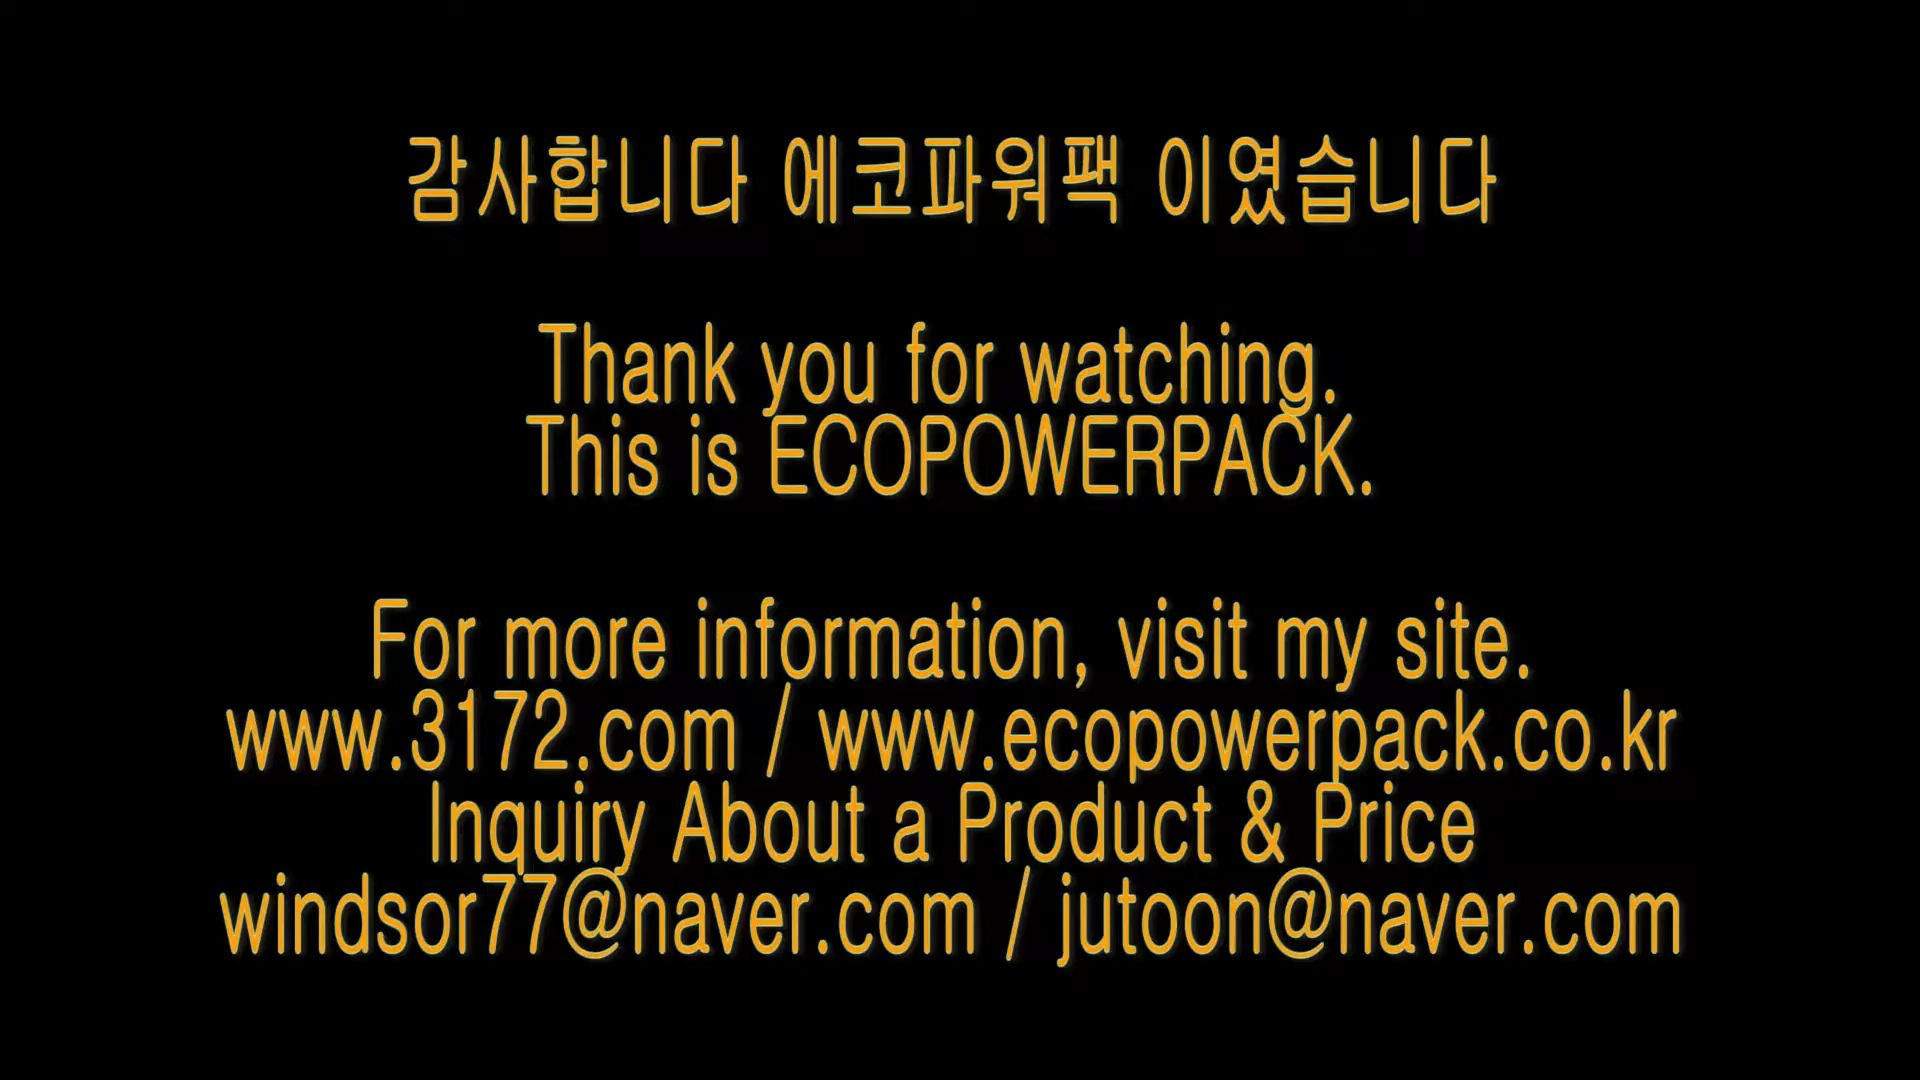 감사합니다 에코파워팩 이였습니다
Thank you for watching.
This is ECOPOWERPACK.
For more information, visit my site.
www.3172.com / www.ecopowerpack.co.kr
Inquiry About a Product & Price
windsor77@naver.com / jutoon@naver.com